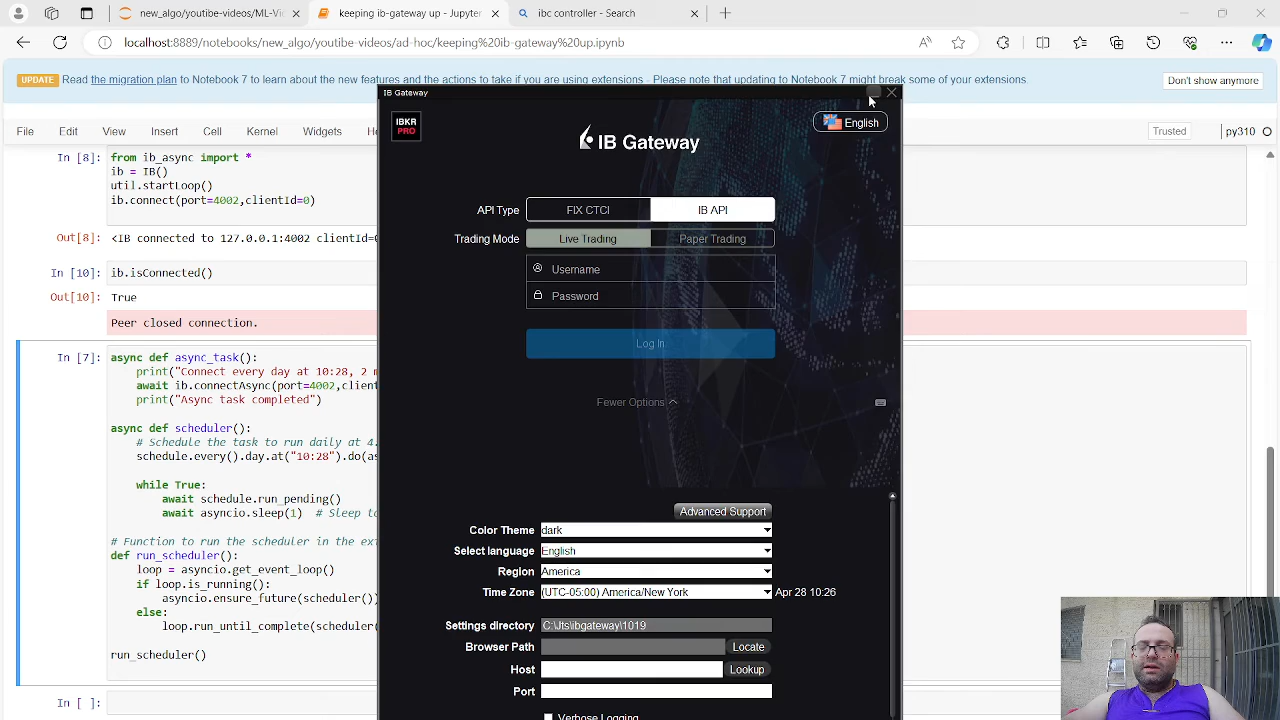 new_algo/youtibe-videos/ML-Vi
keeping ib-gateway up - Jupyter
ibc controller - Search
localhost:8889/notebooks/new_algo/youtibe-videos/ad-hoc/keeping%20ib-gateway%20up.ipynb
UPDATE Read the migration plan to Notebook 7 to learn about the new features and the actions to take if you are using extensions - Please note that updating to Notebook 7 might break some of your extensions. Don't show anymore
File Edit View Cell Kernel Widgets Trusted py310
In [8]: from ib_async import *
ib = IB()
util.startLoop()
ib.connect(port=4002,clientId=0)
Out[8]: <IB connected to 127.0.0.1:4002 clientId=
In [10]: ib.isConnected()
Out[10]: True
Peer closed connection.
In [7]: async def async_task():
print("Connect every day at 10:28, 2 m
await ib.connectAsync(port=4002,client
print("Async task completed")
async def scheduler():
# Schedule the task to run daily at 4.
schedule.every().day.at("10:28").do(as
while True:
await schedule.run_pending()
await asyncio.sleep(1) # Sleep to
# Function to run the scheduler in the ex
def run_scheduler():
loop = asyncio.get_event_loop()
if loop.is_running():
asyncio.ensure_future(scheduler()
else:
loop.run_until_complete(scheduler
run_scheduler()
In [ ]:
IB Gateway
IBKR
PRO
IB Gateway
English
API Type FIX CTCI IB API
Trading Mode Live Trading Paper Trading
Username
Password
Log In
Fewer Options
Advanced Support
Color Theme dark
Select language English
Region America
Time Zone (UTC-05:00) America/New York Apr 28 10:26
Settings directory C:\Jts\ibgateway\1019
Browser Path Locate
Host Lookup
Port
Verbose Logging